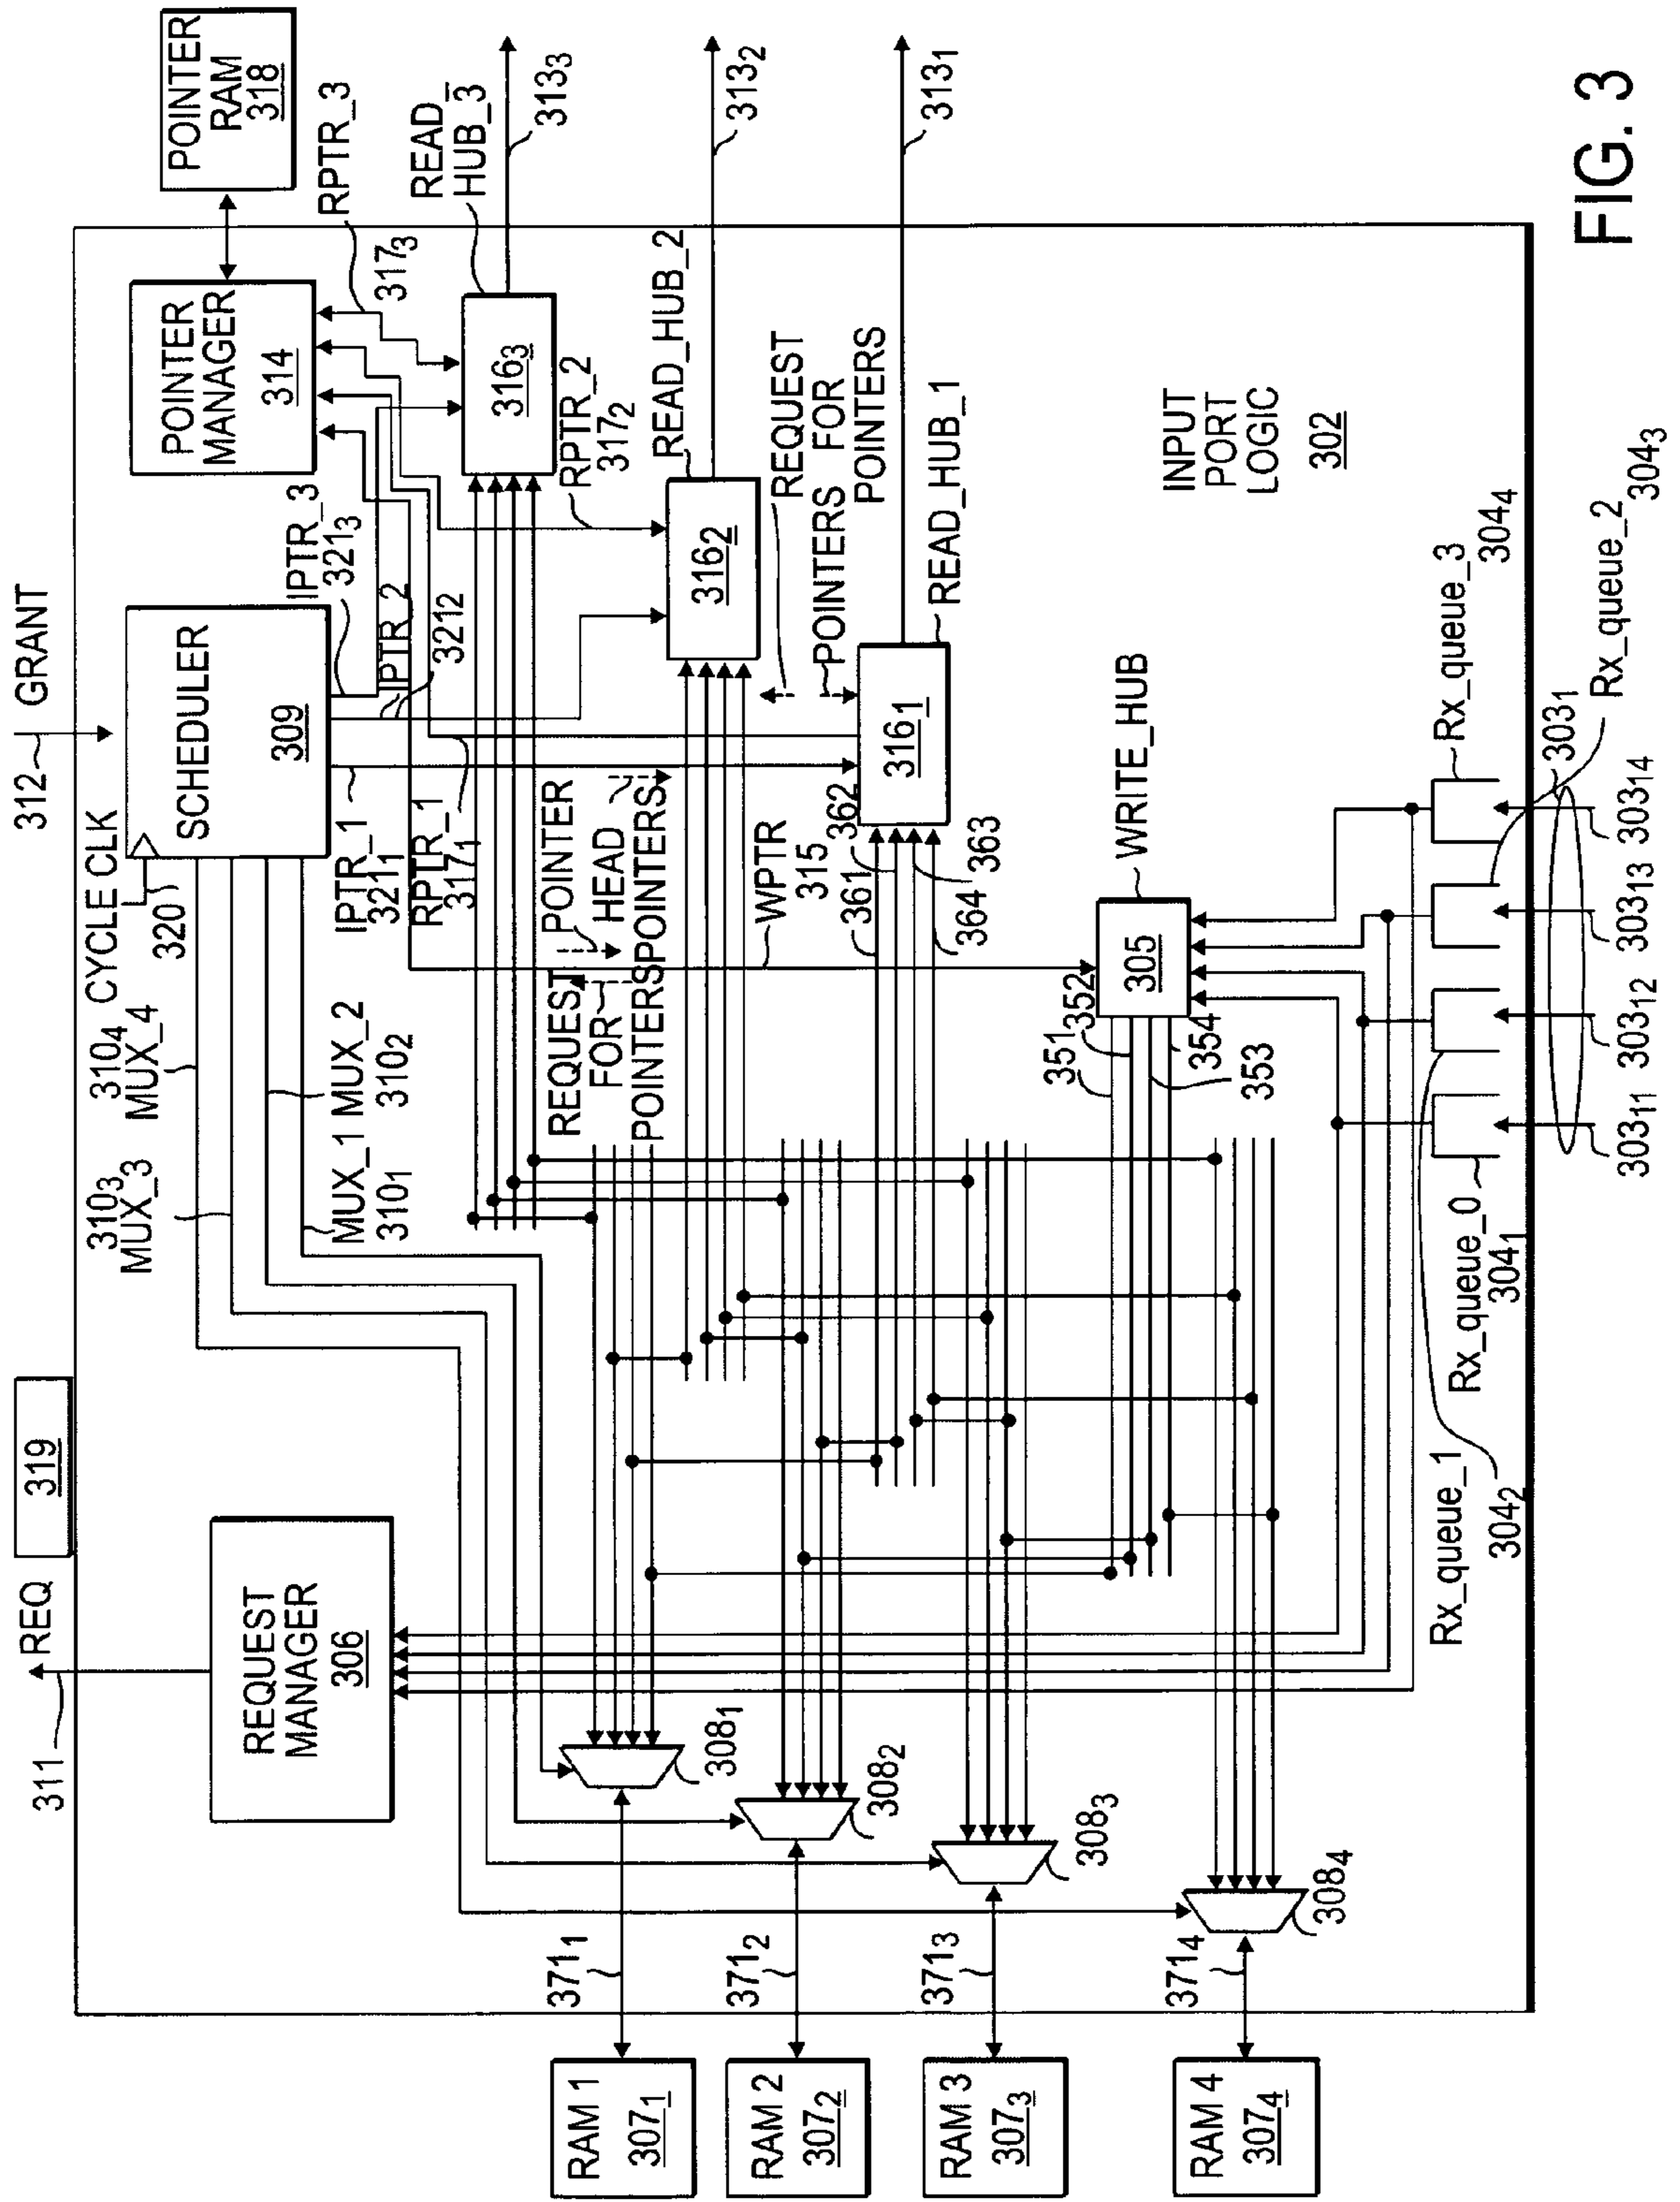 FIG. 3
POINTER
RAM
318
POINTER
MANAGER
314
RPTR_3
317₃
READ_
HUB_3
316₃
313₃
313₂
313₁
312
GRANT
CYCLE CLK
320
SCHEDULER
309
IPTR_3
321₃
IPTR_2
321₂
IPTR_1
321₁
RPTR_1
317₁
RPTR_2
317₂
READ_HUB_2
316₂
REQUEST
FOR
POINTERS
POINTERS
READ_HUB_1
316₁
POINTER
HEAD
POINTERS
REQUEST
FOR
POINTERS
WPTR
315
361
362
363
364
INPUT
PORT
LOGIC
302
WRITE_HUB
305
351
352
353
354
310₄
MUX_4
310₃
MUX_3
MUX_2
310₂
MUX_1
310₁
319
REQ
311
REQUEST
MANAGER
306
308₁
308₂
308₃
308₄
371₁
371₂
371₃
371₄
RAM 1
307₁
RAM 2
307₂
RAM 3
307₃
RAM 4
307₄
Rx_queue_3
304₄
Rx_queue_2
304₃
Rx_queue_1
304₂
Rx_queue_0
304₁
303₁
303₁₄
303₁₃
303₁₂
303₁₁